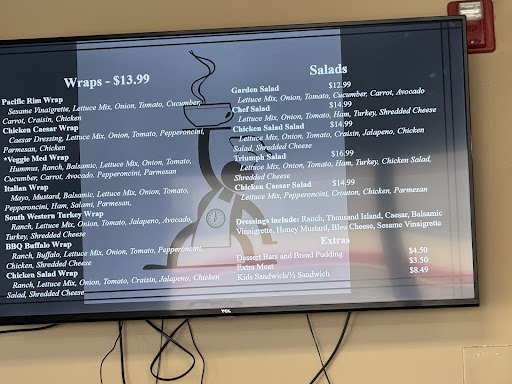 Wraps - $13.99
Pacific Rim Wrap
Sesame Vinaigrette, Lettuce Mix, Onion, Tomato, Cucumber,
Carrot, Craisin, Chicken
Chicken Caesar Wrap
Caesar Dressing, Lettuce Mix, Onion, Tomato, Pepperoncini,
Parmesan, Chicken
*Veggie Med Wrap
Hummus, Ranch, Balsamic, Lettuce Mix, Onion, Tomato,
Cucumber, Carrot, Avocado. Pepperoncini, Parmesan
Italian Wrap
Mayo, Mustard, Balsamic, Lettuce Mix, Onion, Tomato,
Pepperoncini, Ham, Salami, Parmesan,
South Western Turkey Wrap
Ranch, Lettuce Mix, Onion, Tomato, Jalapeno, Avocado,
Turkey, Shredded Cheese
BBQ Buffalo Wrap
Ranch, Buffalo, Lettuce Mix, Onion, Tomato, Pepperoncini,
Chicken, Shredded Cheese
Chicken Salad Wrap
Ranch, Lettuce Mix, Onion, Tomato, Craisin, Jalapeno, Chicken
Salad, Shredded Cheese
Salads
Garden Salad $12.99
Lettuce Mix, Onion, Tomato, Cucumber, Carrot, Avocado
Chef Salad $14.99
Lettuce Mix, Onion, Tomato, Ham, Turkey, Shredded Cheese
Chicken Salad Salad $14.99
Lettuce Mix, Onion, Tomato, Craisin, Jalapeno, Chicken
Salad, Shredded Cheese
Triumph Salad $16.99
Lettuce Mix, Onion, Tomato, Ham, Turkey, Chicken Salad,
Shredded Cheese
Chicken Caesar Salad $14.99
Lettuce Mix, Pepperoncini, Crouton, Chicken, Parmesan
Dressings Include: Ranch, Thousand Island, Caesar, Balsamic
Vinaigrette, Honey Mustard, Bleu Cheese, Sesame Vinaigrette
Extras
Dessert Bars and Bread Pudding $4.50
Extra Meat $3.50
Kids Sandwich/½ Sandwich $8.49
TCL